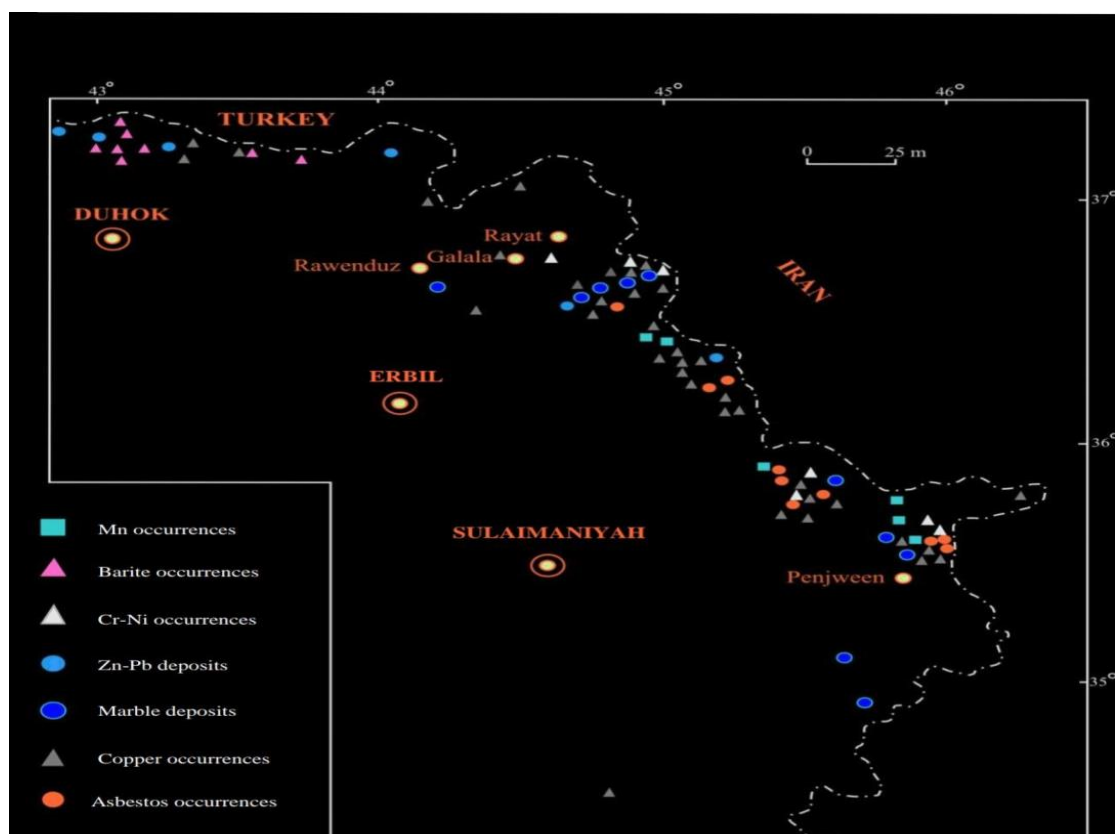 43° 44° 45° 46°
TURKEY
0 25 m
37°
DUHOK
Rayat
Galala
Rawenduz
IRAN
ERBIL
36°
Mn occurrences
SULAIMANIYAH
Barite occurrences
Penjween
Cr-Ni occurrences
Zn-Pb deposits
35°
Marble deposits
Copper occurrences
Asbestos occurrences